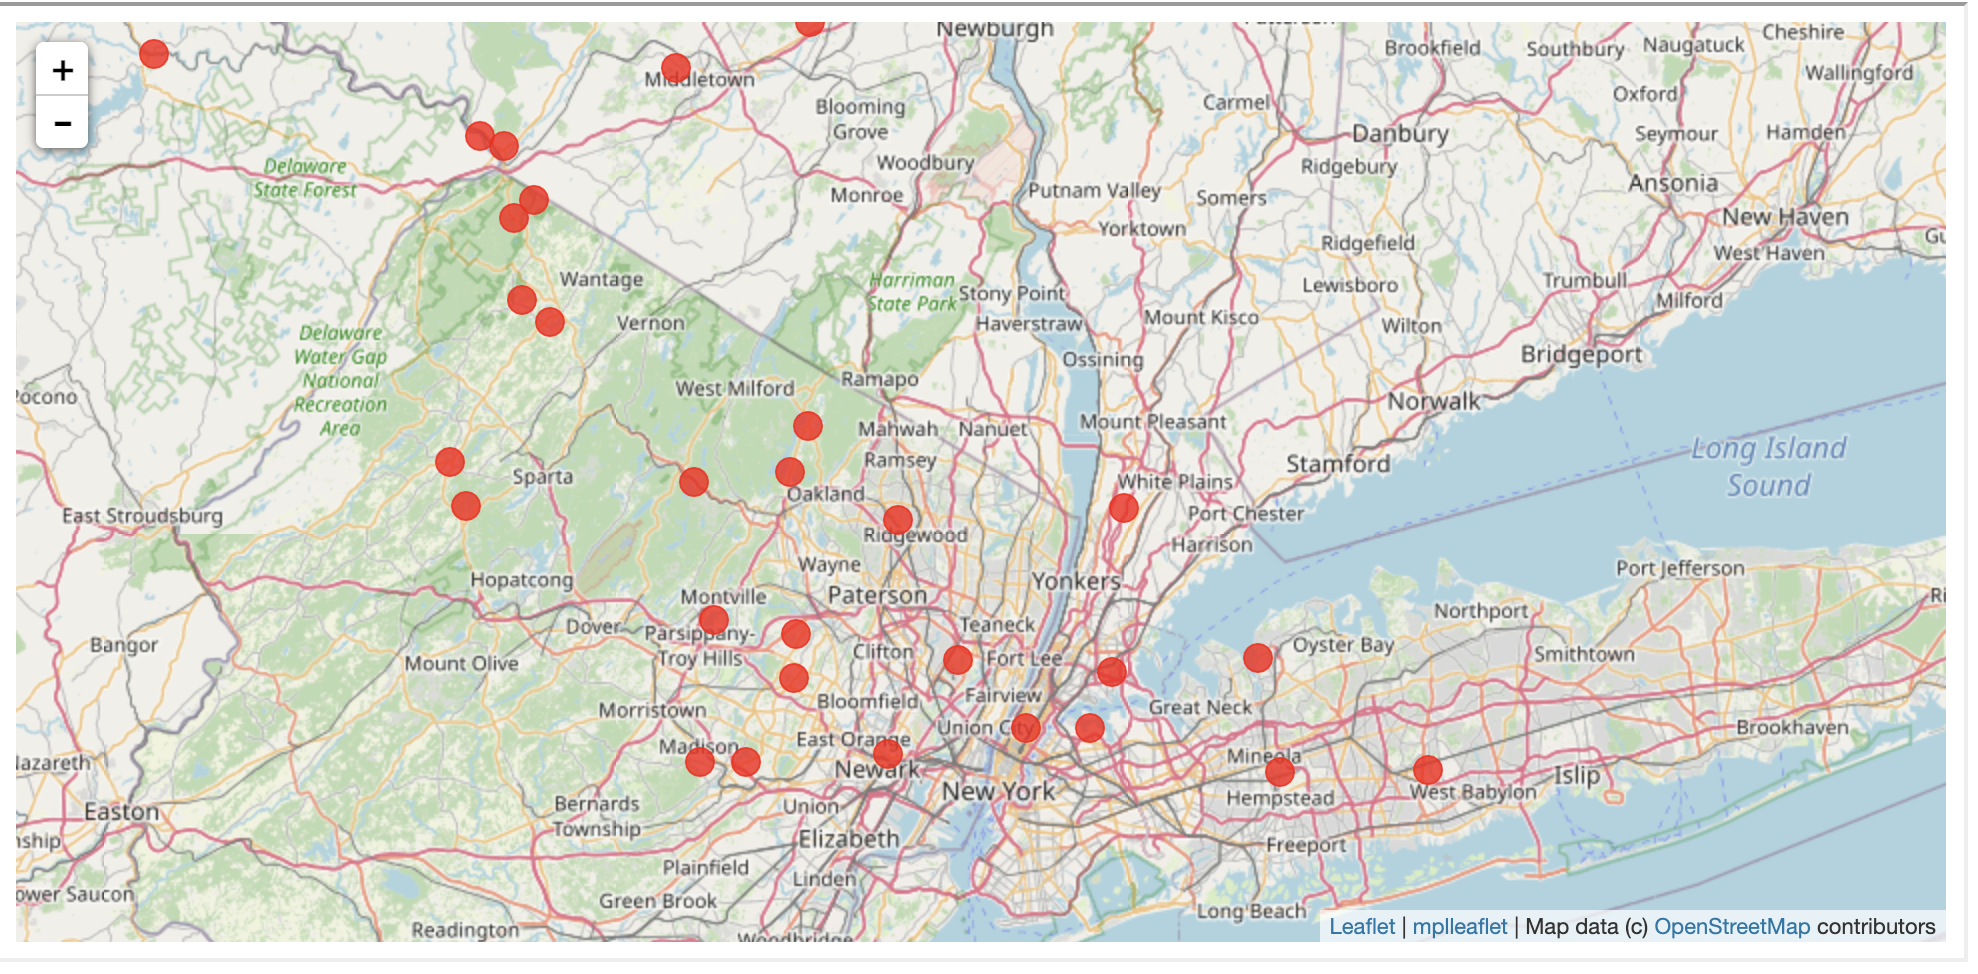 Newburgh
Brookfield
Southbury
Naugatuck
Cheshire
+
Middletown
Wallingford
−
Blooming
Grove
Carmel
Oxford
Danbury
Seymour
Hamden
Delaware
State Forest
Woodbury
Ridgebury
Monroe
Putnam Valley
Somers
Ansonia
Yorktown
New Haven
Ridgefield
West Haven
Wantage
Harriman
State Park
Stony Point
Lewisboro
Trumbull
Milford
Vernon
Haverstraw
Mount Kisco
Wilton
Delaware
Water Gap
National
Recreation
Area
Ossining
Bridgeport
West Milford
Ramapo
Norwalk
Mahwah
Nanuet
Mount Pleasant
Long Island
Sound
Ramsey
Stamford
Sparta
Oakland
White Plains
East Stroudsburg
Port Chester
Ridgewood
Harrison
Wayne
Port Jefferson
Hopatcong
Yonkers
Montville
Paterson
Northport
Dover
Parsippany-
Troy Hills
Teaneck
Bangor
Mount Olive
Clifton
Fort Lee
Oyster Bay
Smithtown
Bloomfield
Fairview
Morristown
Great Neck
Union City
Brookhaven
Madison
East Orange
Mineola
Newark
Islip
New York
West Babylon
Hempstead
Easton
Bernards
Township
Union
Elizabeth
Freeport
Plainfield
Linden
Green Brook
Long Beach
Readington
Woodbridge
Leaflet | mplleaflet | Map data (c) OpenStreetMap contributors